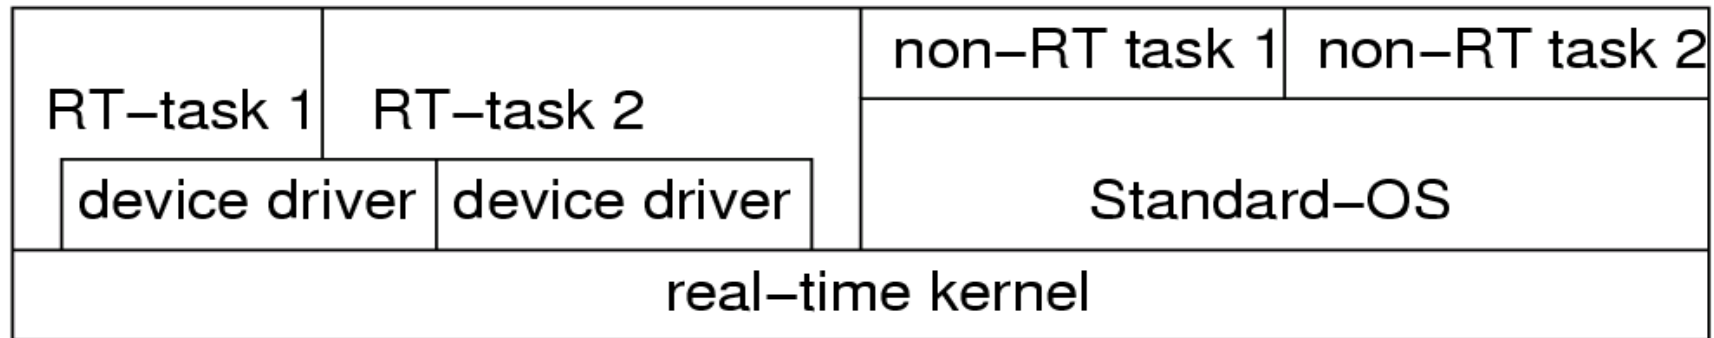 non–RT task 1
non–RT task 2
RT–task 1
RT–task 2
device driver
device driver
Standard–OS
real–time kernel